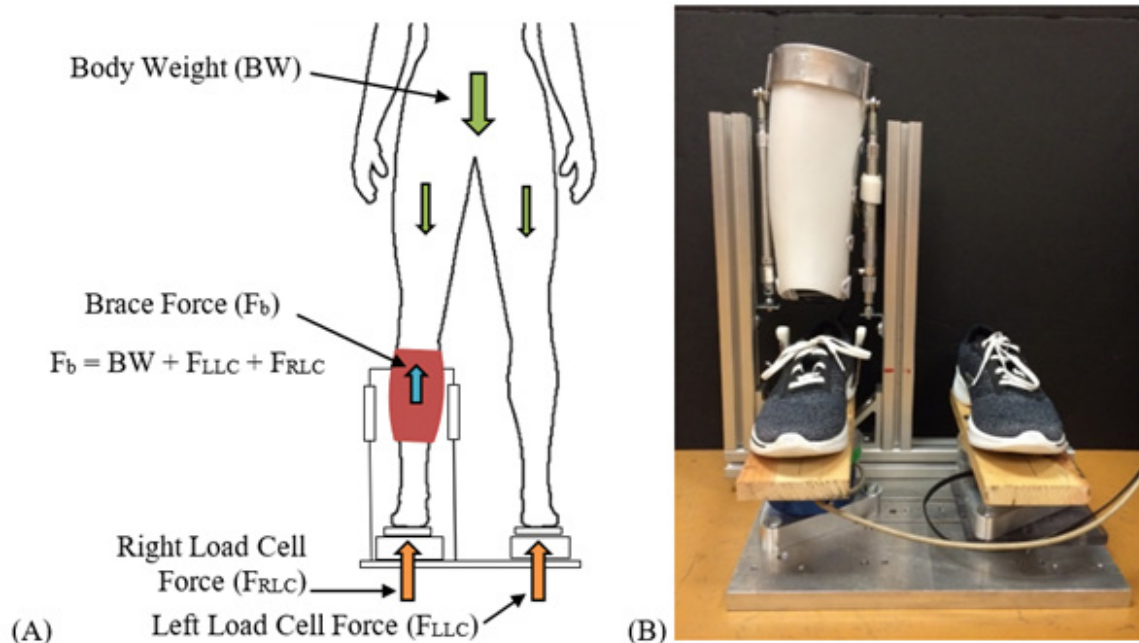 Body Weight (BW)
Brace Force (Fb)
Fb = BW + FLLC + FRLC
Right Load Cell
Force (FRLC)
Left Load Cell Force (FLLC)
(A)
(B)